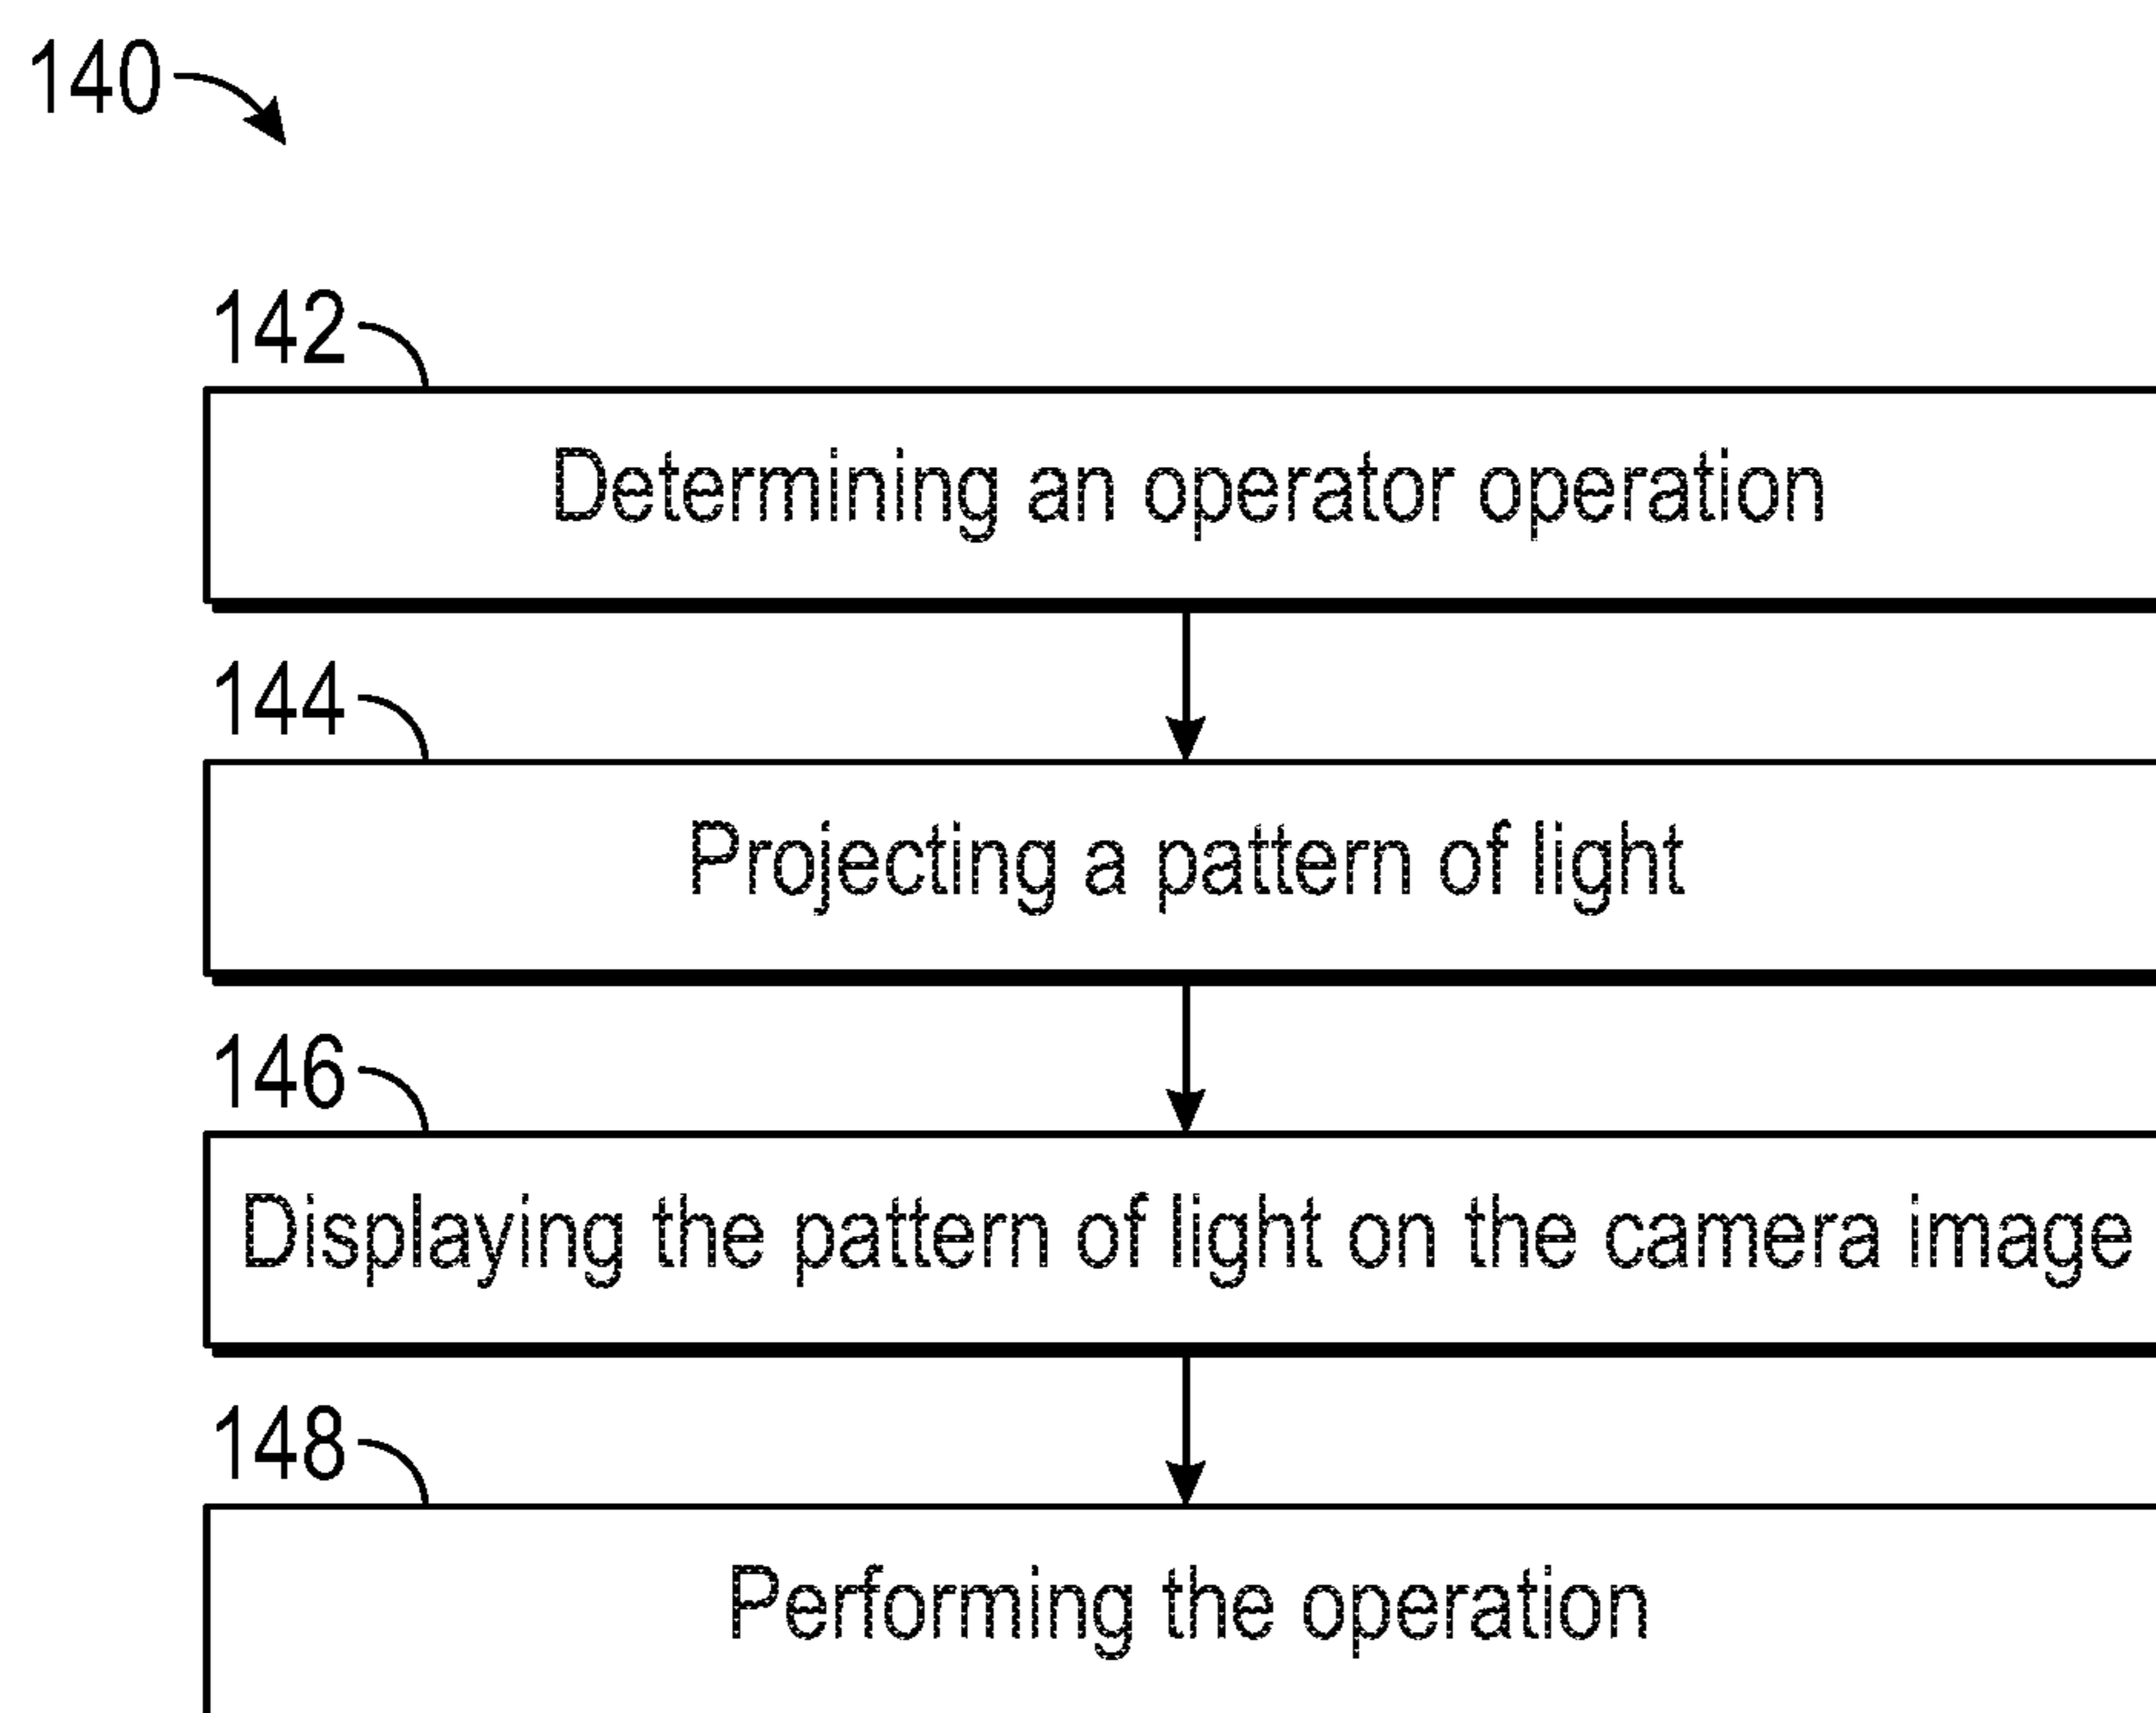 140
142
Determining an operator operation
144
Projecting a pattern of light
146
Displaying the pattern of light on the camera image
148
Performing the operation